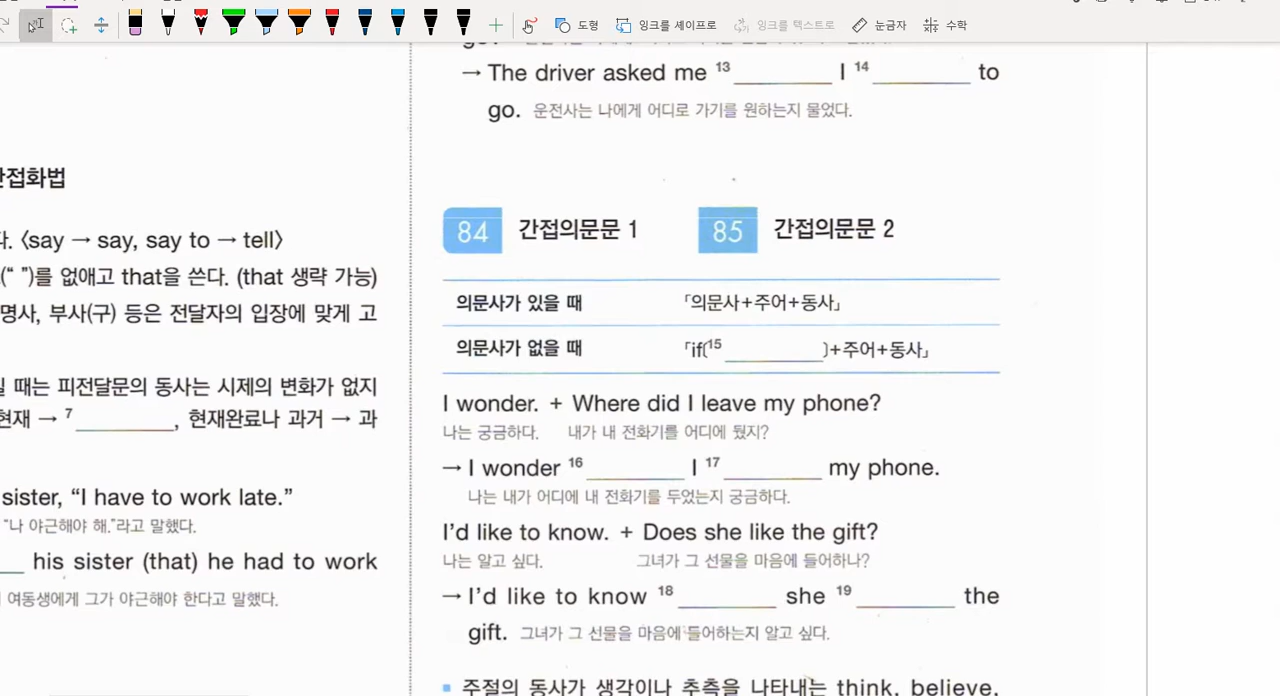 도형
잉크를 셰이프로
잉크를 텍스트로
눈금자
수학
간접화법
다. 〈say → say, say to → tell〉
(“ ”)를 없애고 that을 쓴다. (that 생략 가능)
명사, 부사(구) 등은 전달자의 입장에 맞게 고
일 때는 피전달문의 동사는 시제의 변화가 없지
현재 → 7 __________, 현재완료나 과거 → 과
sister, “I have to work late.”
“나 야근해야 해.”라고 말했다.
___ his sister (that) he had to work
여동생에게 그가 야근해야 한다고 말했다.
go.
→ The driver asked me 13 __________ I 14 __________ to
go. 운전사는 나에게 어디로 가기를 원하는지 물었다.
84 간접의문문 1 85 간접의문문 2
의문사가 있을 때 「의문사+주어+동사」
의문사가 없을 때 「if(15 __________)+주어+동사」
I wonder. + Where did I leave my phone?
나는 궁금하다. 내가 내 전화기를 어디에 뒀지?
→ I wonder 16 __________ I 17 __________ my phone.
나는 내가 어디에 내 전화기를 두었는지 궁금하다.
I’d like to know. + Does she like the gift?
나는 알고 싶다. 그녀가 그 선물을 마음에 들어하나?
→ I’d like to know 18 __________ she 19 __________ the
gift. 그녀가 그 선물을 마음에 들어하는지 알고 싶다.
▪ 주절의 동사가 생각이나 추측을 나타내는 think, believe,